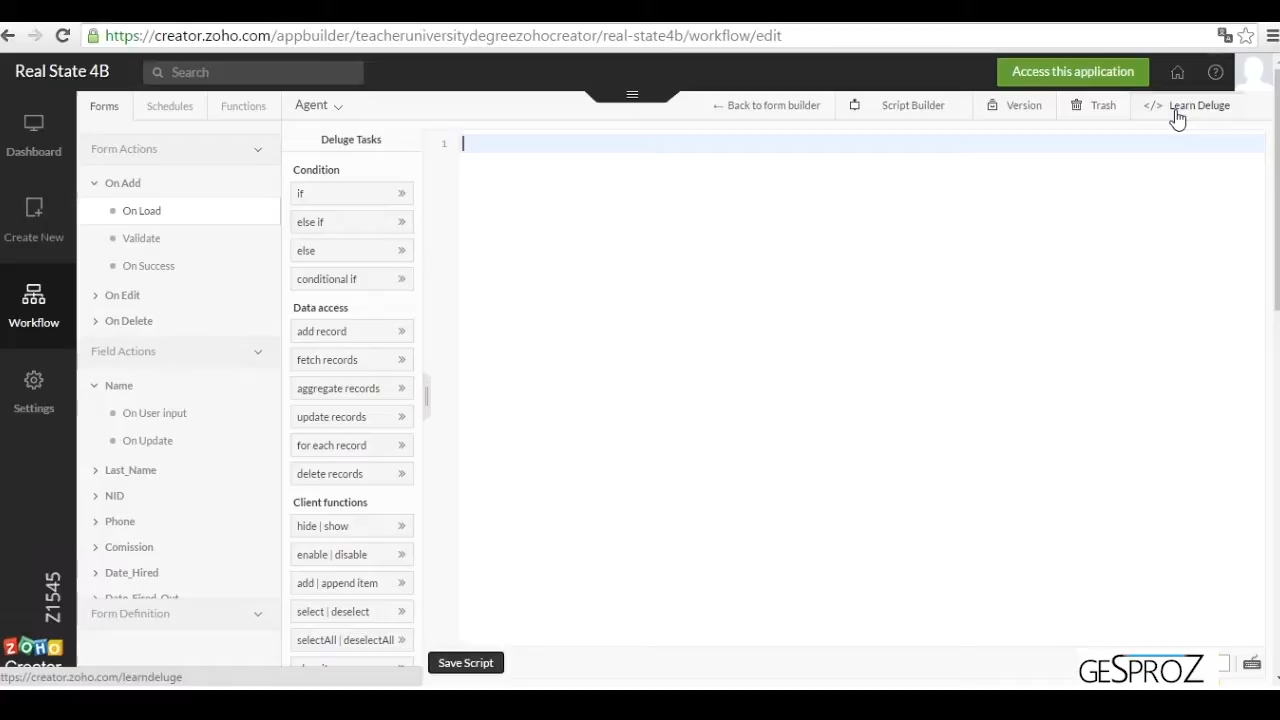 https://creator.zoho.com/appbuilder/teacheruniversitydegreezohocreator/real-state4b/workflow/edit
Real State 4B
Search
Access this application
?
Forms
Schedules
Functions
Agent
← Back to form builder
Script Builder
Version
Trash
</> Learn Deluge
Dashboard
Create New
Workflow
Settings
Z1545
ZOHO
Creator
Form Actions
On Add
On Load
Validate
On Success
On Edit
On Delete
Field Actions
Name
On User input
On Update
Last_Name
NID
Phone
Comission
Date_Hired
Date_Fired_Out
Form Definition
Deluge Tasks
Condition
if »
else if »
else »
conditional if »
Data access
add record »
fetch records »
aggregate records »
update records »
for each record »
delete records »
Client functions
hide | show »
enable | disable »
add | append item »
select | deselect »
selectAll | deselectAll »
1
Save Script
ttps://creator.zoho.com/learndeluge
GESPROZ